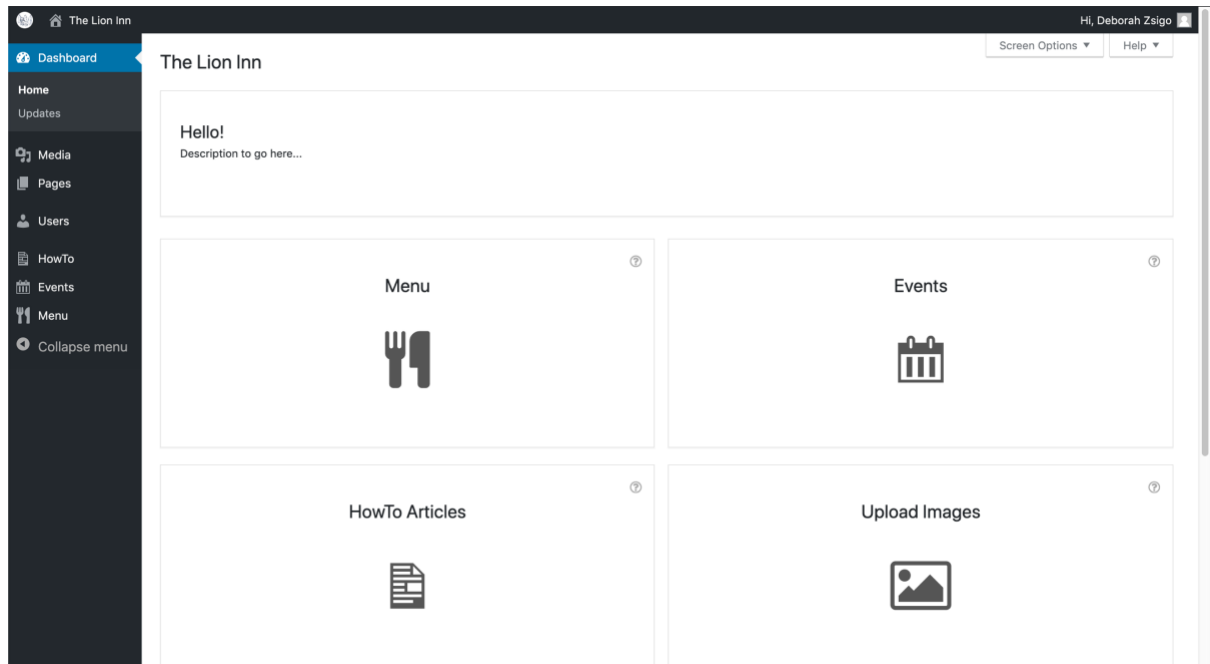 The Lion Inn
Hi, Deborah Zsigo
Dashboard
Home
Updates
Media
Pages
Users
HowTo
Events
Menu
Collapse menu
Screen Options ▼
Help ▼
The Lion Inn
Hello!
Description to go here...
Menu
Events
HowTo Articles
Upload Images